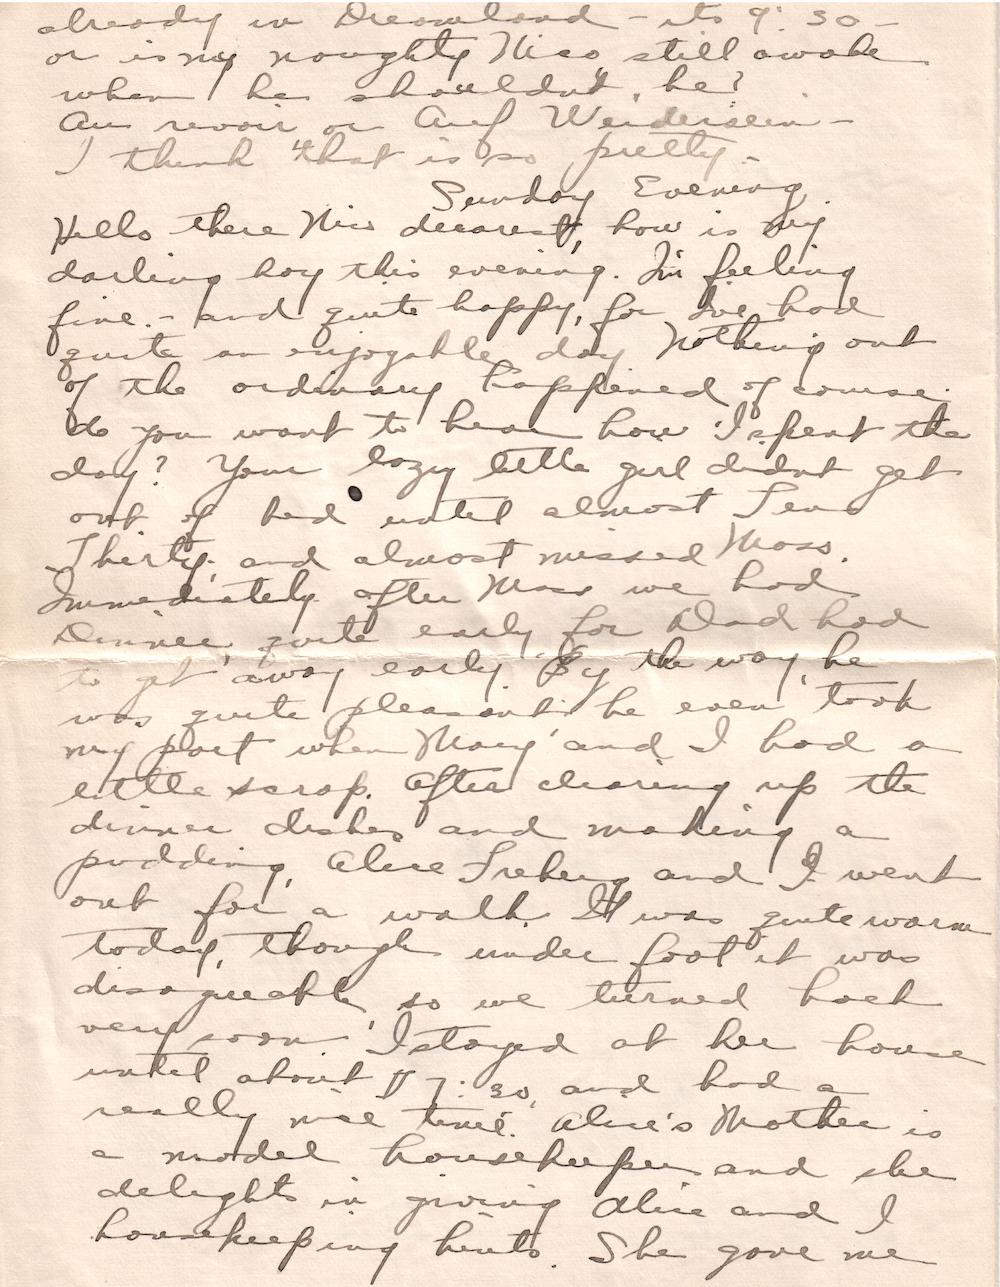 already in Dreamland - its 9:30 -
or is my naughty Nico still awake
when he shouldn't be?
Au revoir or Auf Weidersein -
I think that is so pretty -
Sunday Evening
Hello there Nico dearest, how is my
darling boy this evening. I'm feeling
fine. - and quite happy, for I've had
quite an enjoyable day Nothing out
of the ordinary happened of course.
do you want to hear how I spent the
day? Your lazy little girl didnt get
out of bed until almost Ten
Thirty, and almost missed Mass.
Immediately after Mass we had
Dinner quite early for Dad had
to get away early By the way, he
was quite pleasant. he even took
my part when Mary and I had a
little scrap. After clearing up the
dinner dishes and making a
pudding, Alice and I went
out for a walk. It was quite warm
today, though under foot it was
disagreeable so we turned back
very soon. I stayed at her house
until about 7:30, and had a
really nice time. Alice's Mother is
a model housekeeper and she
delights in giving Alice and I
housekeeping hints. She gave me